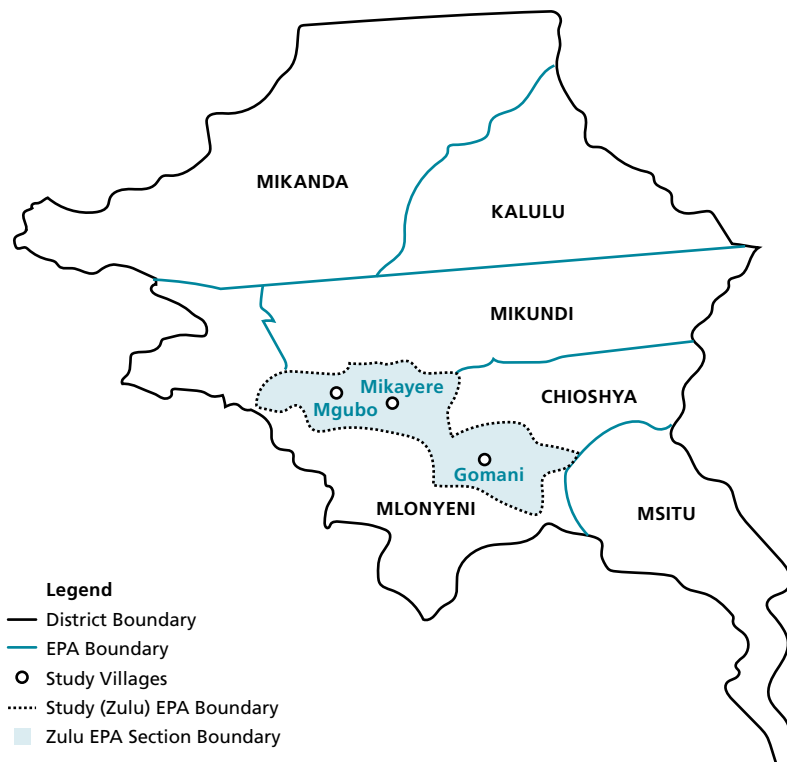 MIKANDA
KALULU
MIKUNDI
Mikayere
Mgubo
CHIOSHYA
Gomani
MLONYENI
MSITU
Legend
District Boundary
EPA Boundary
Study Villages
Study (Zulu) EPA Boundary
Zulu EPA Section Boundary